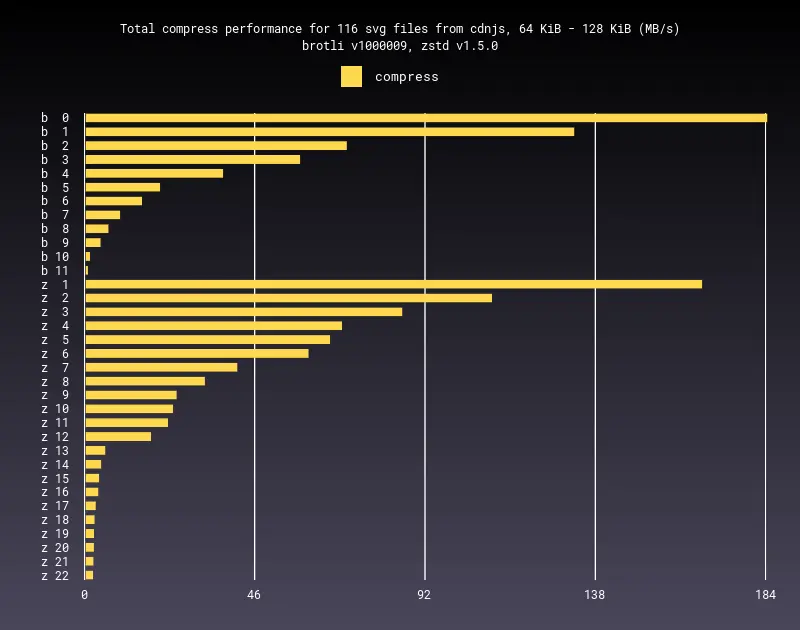 Total compress performance for 116 svg files from cdnjs, 64 KiB - 128 KiB (MB/s)
brotli v1000009, zstd v1.5.0
compress
b 0
b 1
b 2
b 3
b 4
b 5
b 6
b 7
b 8
b 9
b 10
b 11
z 1
z 2
z 3
z 4
z 5
z 6
z 7
z 8
z 9
z 10
z 11
z 12
z 13
z 14
z 15
z 16
z 17
z 18
z 19
z 20
z 21
z 22
0 46 92 138 184